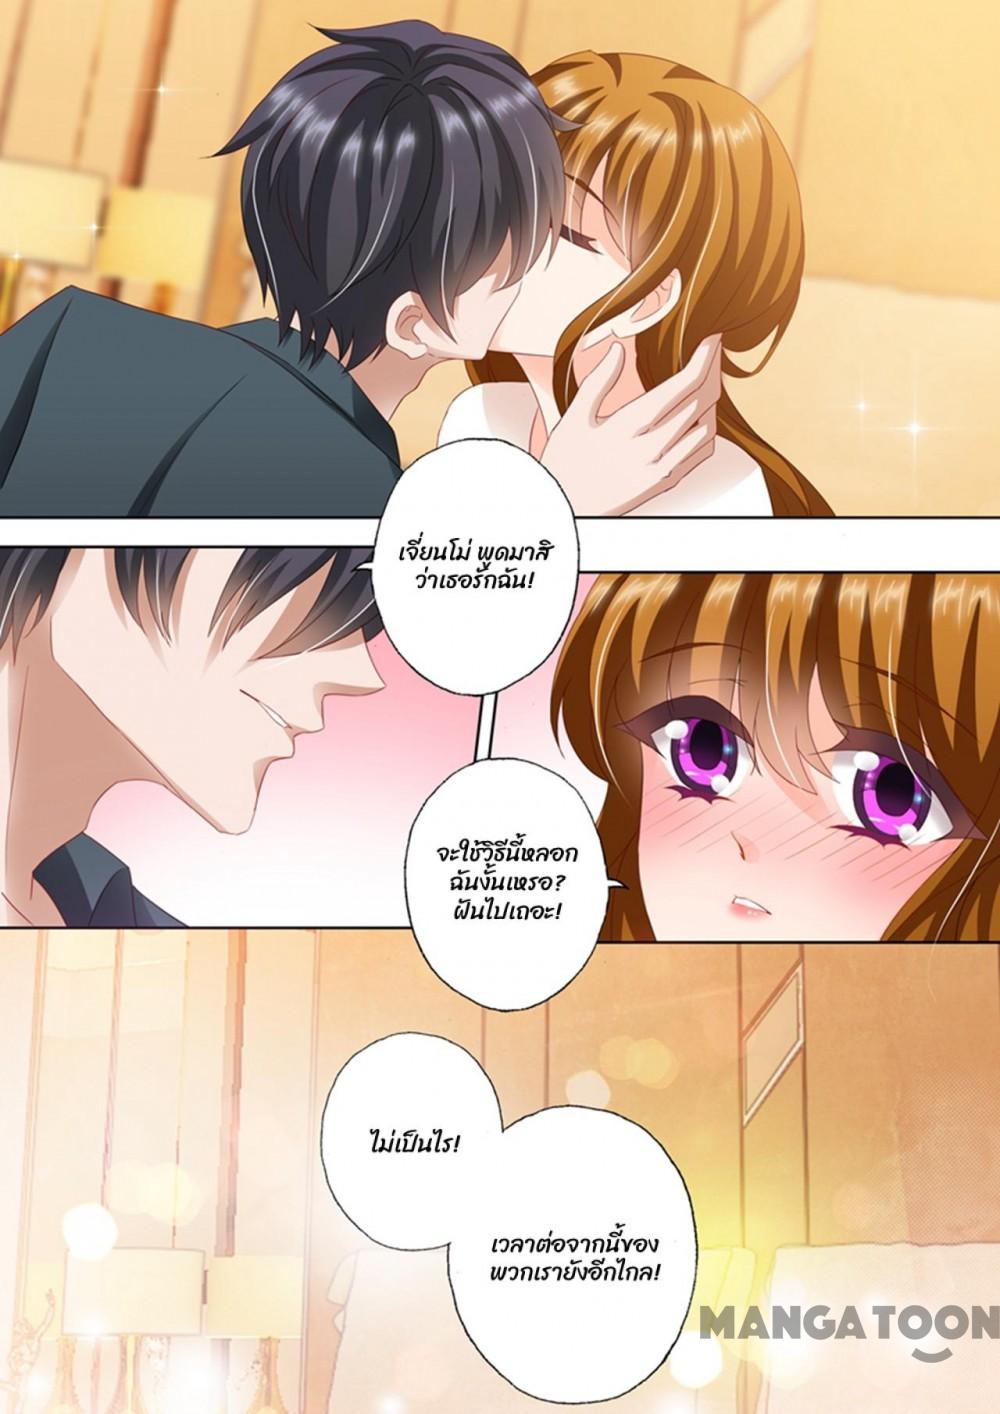 เจี่ยนโม่ พูดมาสิ
ว่าเธอรักฉัน!
จะใช้วิธีนี้หลอก
ฉันงั้นเหรอ?
ฝันไปเถอะ!
ไม่เป็นไร!
เวลาต่อจากนี้ของ
พวกเรายังอีกไกล!
MANGATOON